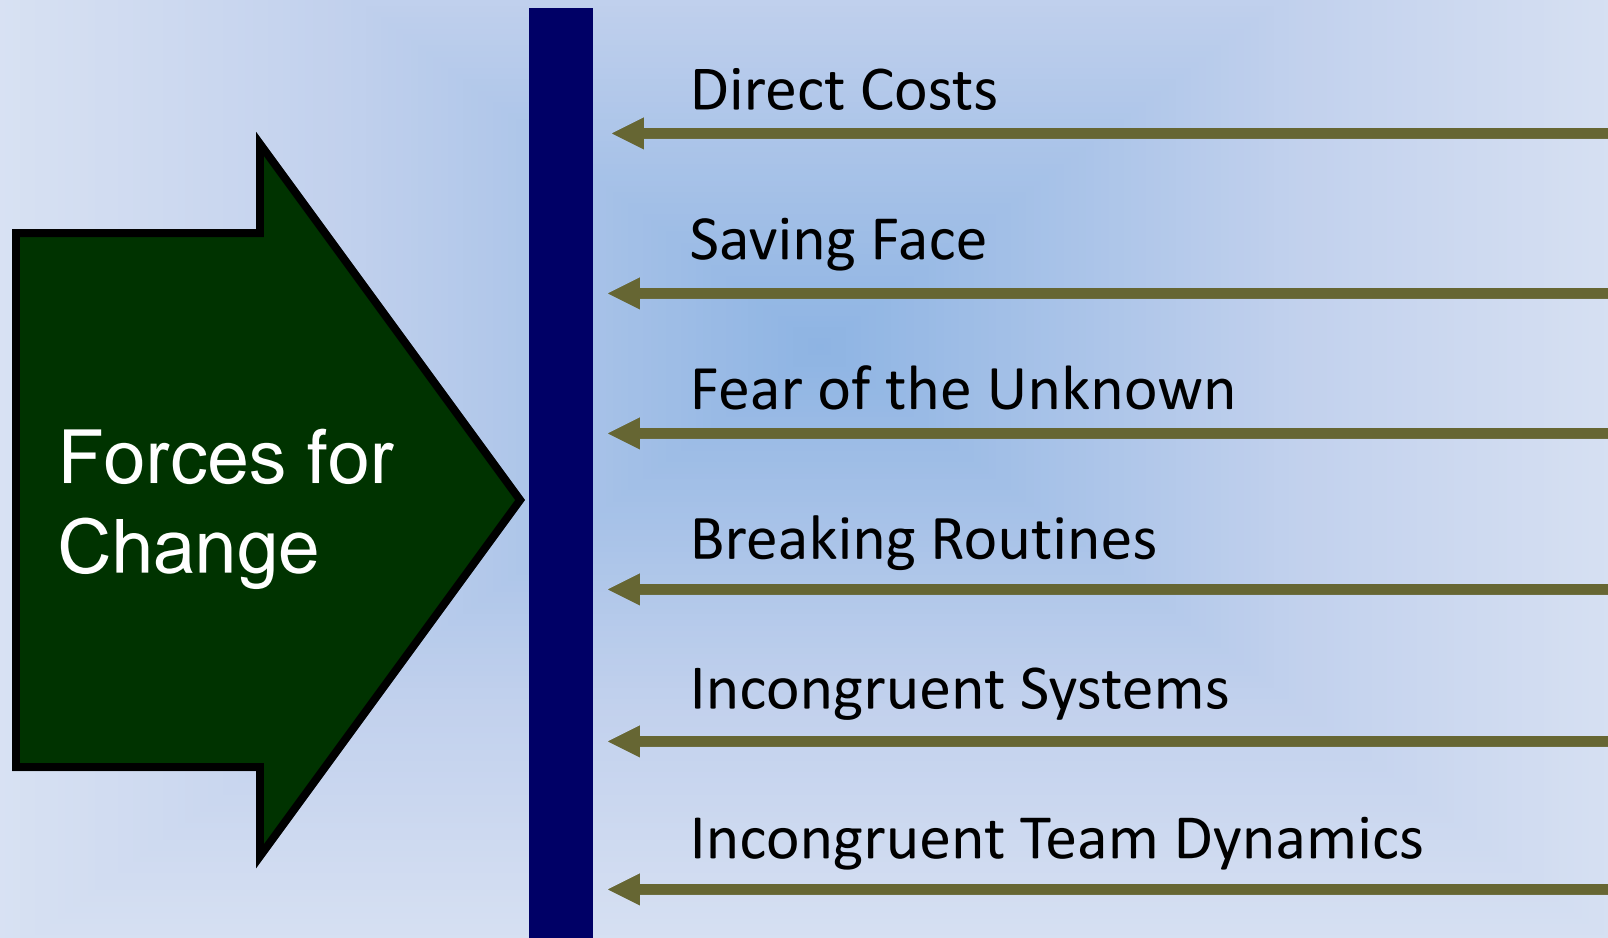 Forces for
Change
Direct Costs
Saving Face
Fear of the Unknown
Breaking Routines
Incongruent Systems
Incongruent Team Dynamics